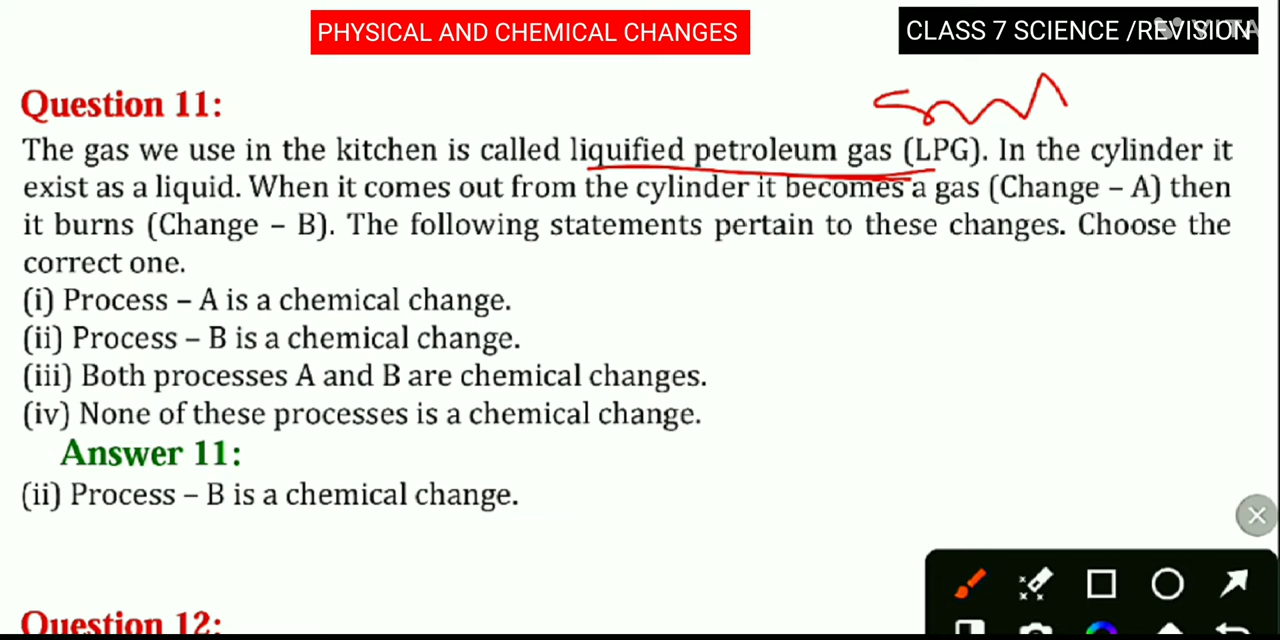 PHYSICAL AND CHEMICAL CHANGES
CLASS 7 SCIENCE /REVISION
Question 11:
The gas we use in the kitchen is called liquified petroleum gas (LPG). In the cylinder it
exist as a liquid. When it comes out from the cylinder it becomes a gas (Change – A) then
it burns (Change – B). The following statements pertain to these changes. Choose the
correct one.
(i) Process – A is a chemical change.
(ii) Process – B is a chemical change.
(iii) Both processes A and B are chemical changes.
(iv) None of these processes is a chemical change.
Answer 11:
(ii) Process – B is a chemical change.
Question 12: